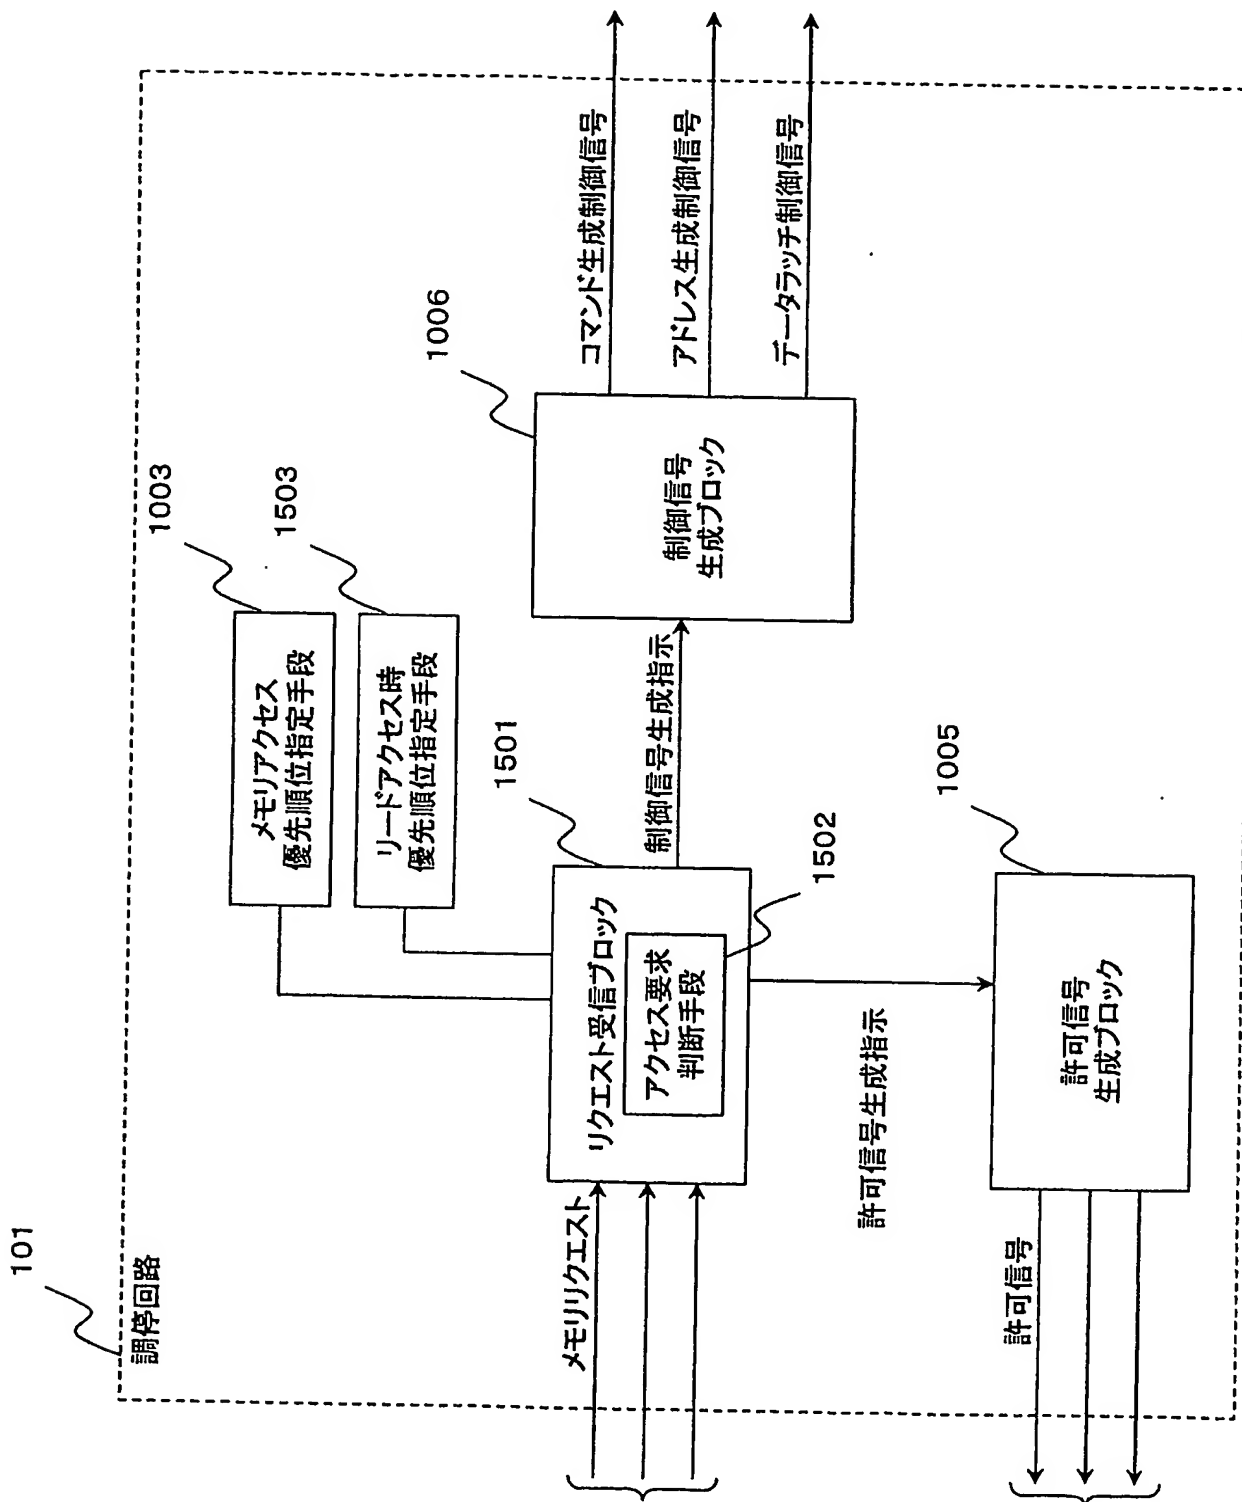 101
調停回路
メモリリクエスト
リクエスト受信ブロック
アクセス要求
判断手段
1501
1502
メモリアクセス
優先順位指定手段
1003
リードアクセス時
優先順位指定手段
1503
制御信号生成指示
制御信号
生成ブロック
1006
コマンド生成制御信号
アドレス生成制御信号
データラッチ制御信号
許可信号生成指示
許可信号
生成ブロック
1005
許可信号